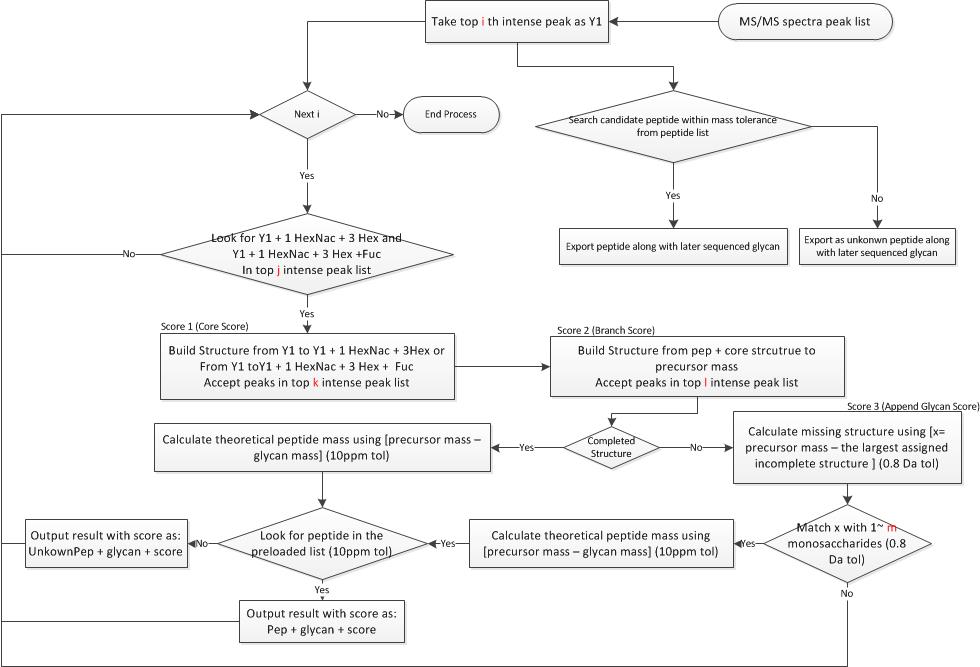 Take top i th intense peak as Y1
MS/MS spectra peak list
Next i
No
End Process
Search candidate peptide within mass tolerance
from peptide list
Yes
Yes
No
Look for Y1 + 1 HexNac + 3 Hex and
Y1 + 1 HexNac + 3 Hex +Fuc
In top j intense peak list
No
Export peptide along with later sequenced glycan
Export as unkonwn peptide along
with later sequenced glycan
Yes
Score 1 (Core Score)
Score 2 (Branch Score)
Build Structure from Y1 to Y1 + 1 HexNac + 3Hex or
From Y1 toY1 + 1 HexNac + 3 Hex + Fuc
Accept peaks in top k intense peak list
Build Structure from pep + core strcutrue to
precursor mass
Accept peaks in top l intense peak list
Score 3 (Append Glycan Score)
Calculate theoretical peptide mass using [precursor mass –
glycan mass] (10ppm tol)
Yes
Completed
Structure
No
Calculate missing structure using [x=
precursor mass – the largest assigned
incomplete structure ] (0.8 Da tol)
Output result with score as:
UnkownPep + glycan + score
No
Look for peptide in the
preloaded list (10ppm tol)
Yes
Calculate theoretical peptide mass using
[precursor mass – glycan mass] (10ppm tol)
Yes
Match x with 1~ m
monosaccharides (0.8
Da tol)
Yes
No
Output result with score as:
Pep + glycan + score